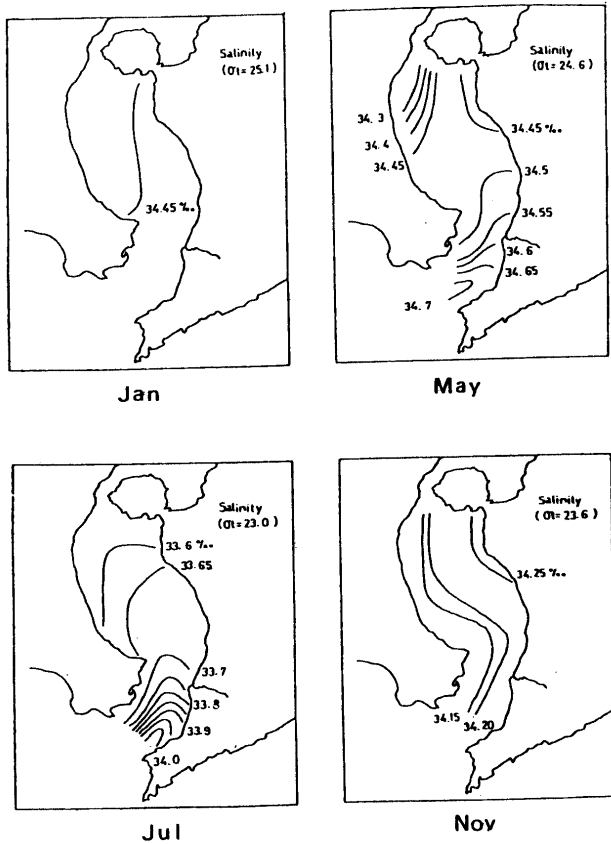 Salinity
(σt=25.1)
34.45 ‰
Jan
Salinity
(σt=24.6)
34.3
34.4
34.45
34.45 ‰
34.5
34.55
34.6
34.65
34.7
May
Salinity
(σt=23.0)
33.6 ‰
33.65
33.7
33.8
33.9
34.0
Jul
Salinity
(σt=23.6)
34.25 ‰
34.15
34.20
Nov